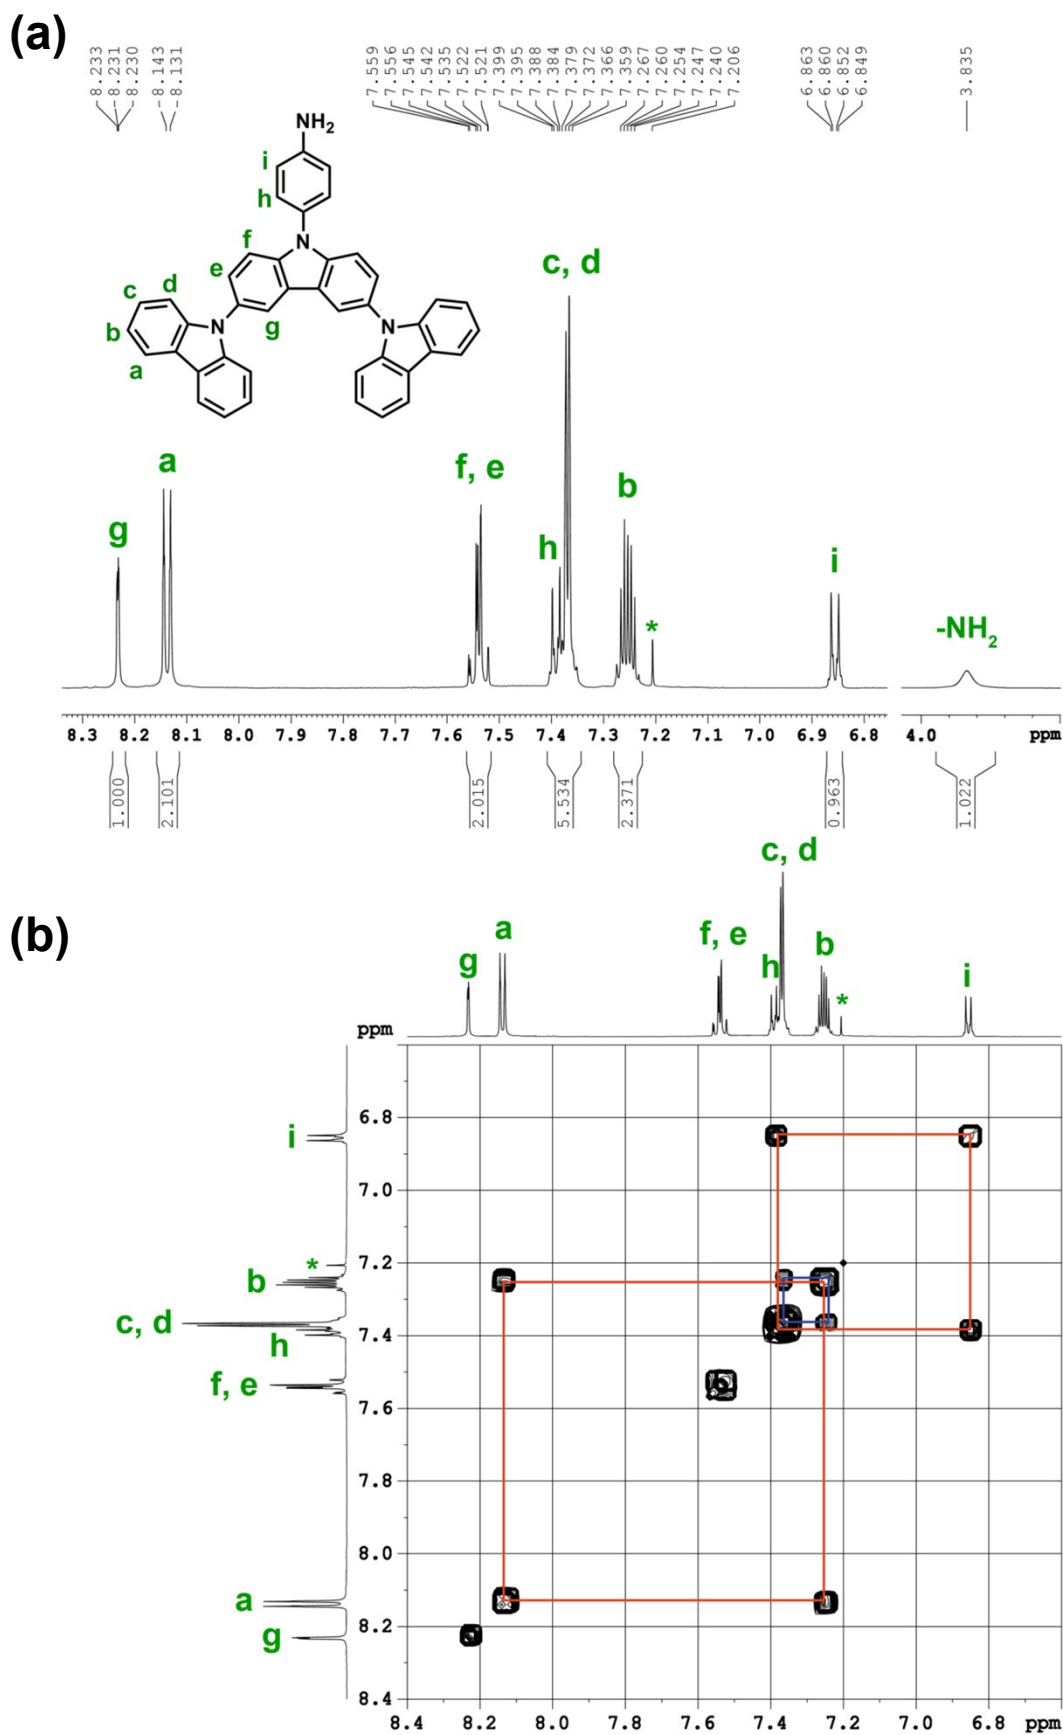 (a)
8.233
8.231
8.230
8.143
8.131
7.559
7.556
7.545
7.542
7.535
7.522
7.521
7.399
7.395
7.388
7.384
7.379
7.372
7.366
7.359
7.267
7.260
7.254
7.247
7.240
7.206
6.863
6.860
6.852
6.849
3.835
NH2
i
h
f
e
g
d
c
b
a
N
N
N
g
a
f, e
h
c, d
b
*
i
-NH2
8.3 8.2 8.1 8.0 7.9 7.8 7.7 7.6 7.5 7.4 7.3 7.2 7.1 7.0 6.9 6.8 4.0 ppm
1.000
2.101
2.015
5.534
2.371
0.963
1.022
(b)
g
a
f, e
h
c, d
b
*
i
ppm
i
*
b
c, d
h
f, e
a
g
6.8
7.0
7.2
7.4
7.6
7.8
8.0
8.2
8.4
8.4 8.2 8.0 7.8 7.6 7.4 7.2 7.0 6.8 ppm